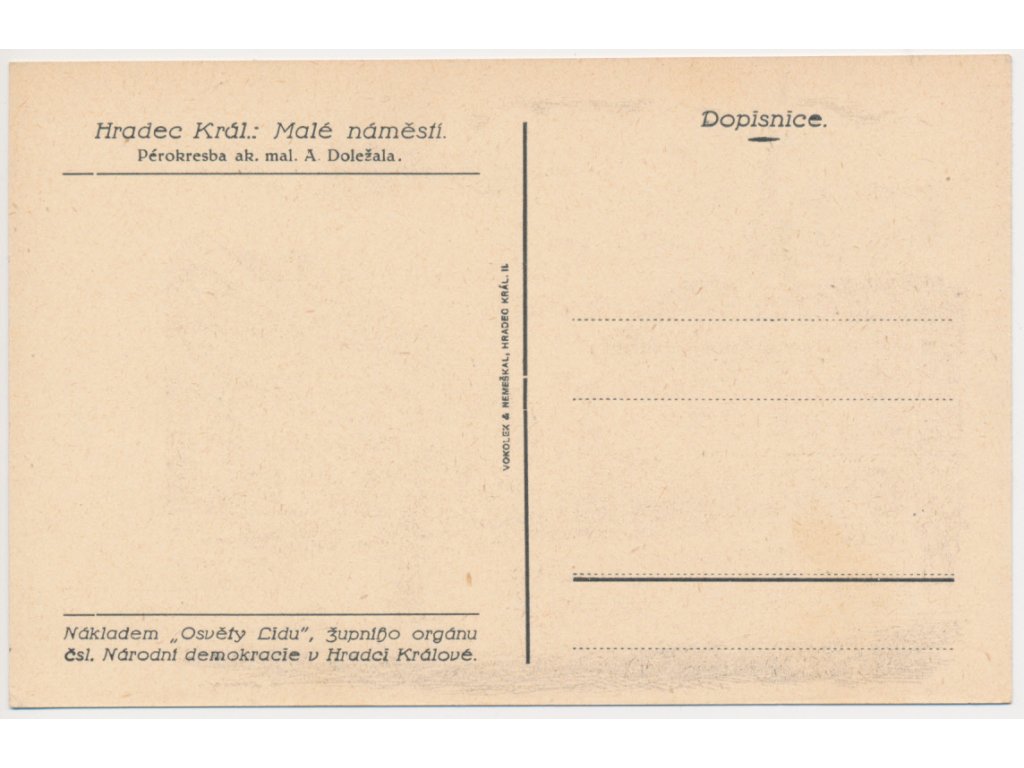 Hradec Král.: Malé náměstí.
Pérokresba ak. mal. A. Doležala.
Nákladem „Osvěty Lidu", župního orgánu
čsl. Národní demokracie v Hradci Králové.
VOKOLEK & NEMEŠKAL, HRADEC KRÁL. II.
Dopisnice.